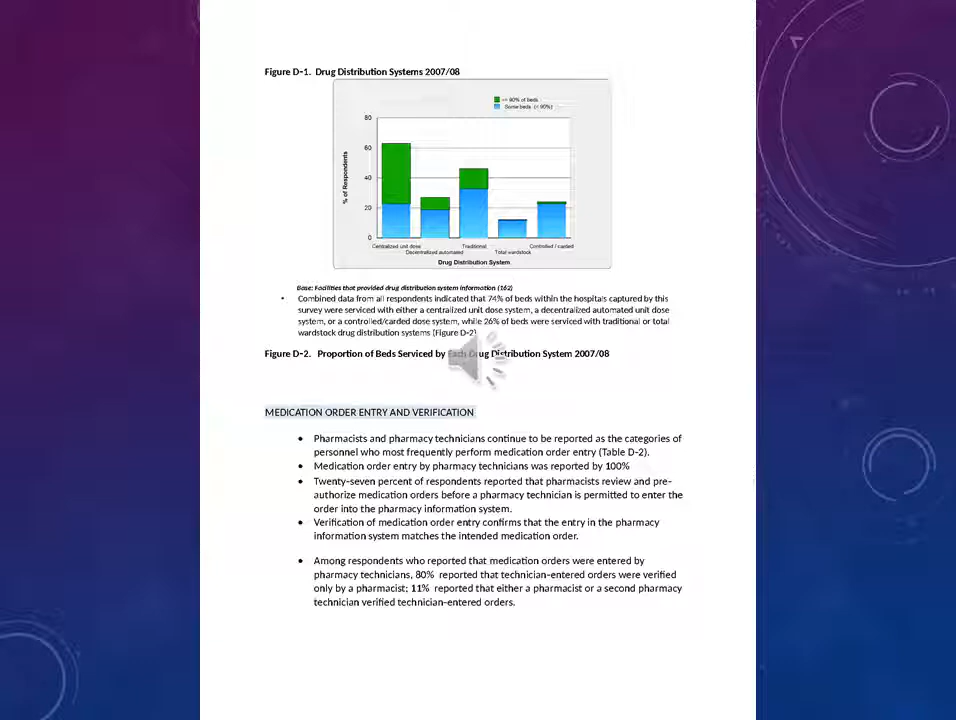 Figure D-1. Drug Distribution Systems 2007/08
>= 90% of beds
Some beds (< 90%)
80
60
40
20
0
% of Respondents
Centralized unit dose
Traditional
Controlled / carded
Decentralized automated
Total wardstock
Drug Distribution System
Base: Facilities that provided drug distribution system information (162)
• Combined data from all respondents indicated that 74% of beds within the hospitals captured by this
survey were serviced with either a centralized unit dose system, a decentralized automated unit dose
system, or a controlled/carded dose system, while 26% of beds were serviced with traditional or total
wardstock drug distribution systems (Figure D-2)
Figure D-2. Proportion of Beds Serviced by Each Drug Distribution System 2007/08
MEDICATION ORDER ENTRY AND VERIFICATION
• Pharmacists and pharmacy technicians continue to be reported as the categories of
personnel who most frequently perform medication order entry (Table D-2).
• Medication order entry by pharmacy technicians was reported by 100%
• Twenty-seven percent of respondents reported that pharmacists review and pre-
authorize medication orders before a pharmacy technician is permitted to enter the
order into the pharmacy information system.
• Verification of medication order entry confirms that the entry in the pharmacy
information system matches the intended medication order.
• Among respondents who reported that medication orders were entered by
pharmacy technicians, 80% reported that technician-entered orders were verified
only by a pharmacist; 11% reported that either a pharmacist or a second pharmacy
technician verified technician-entered orders.